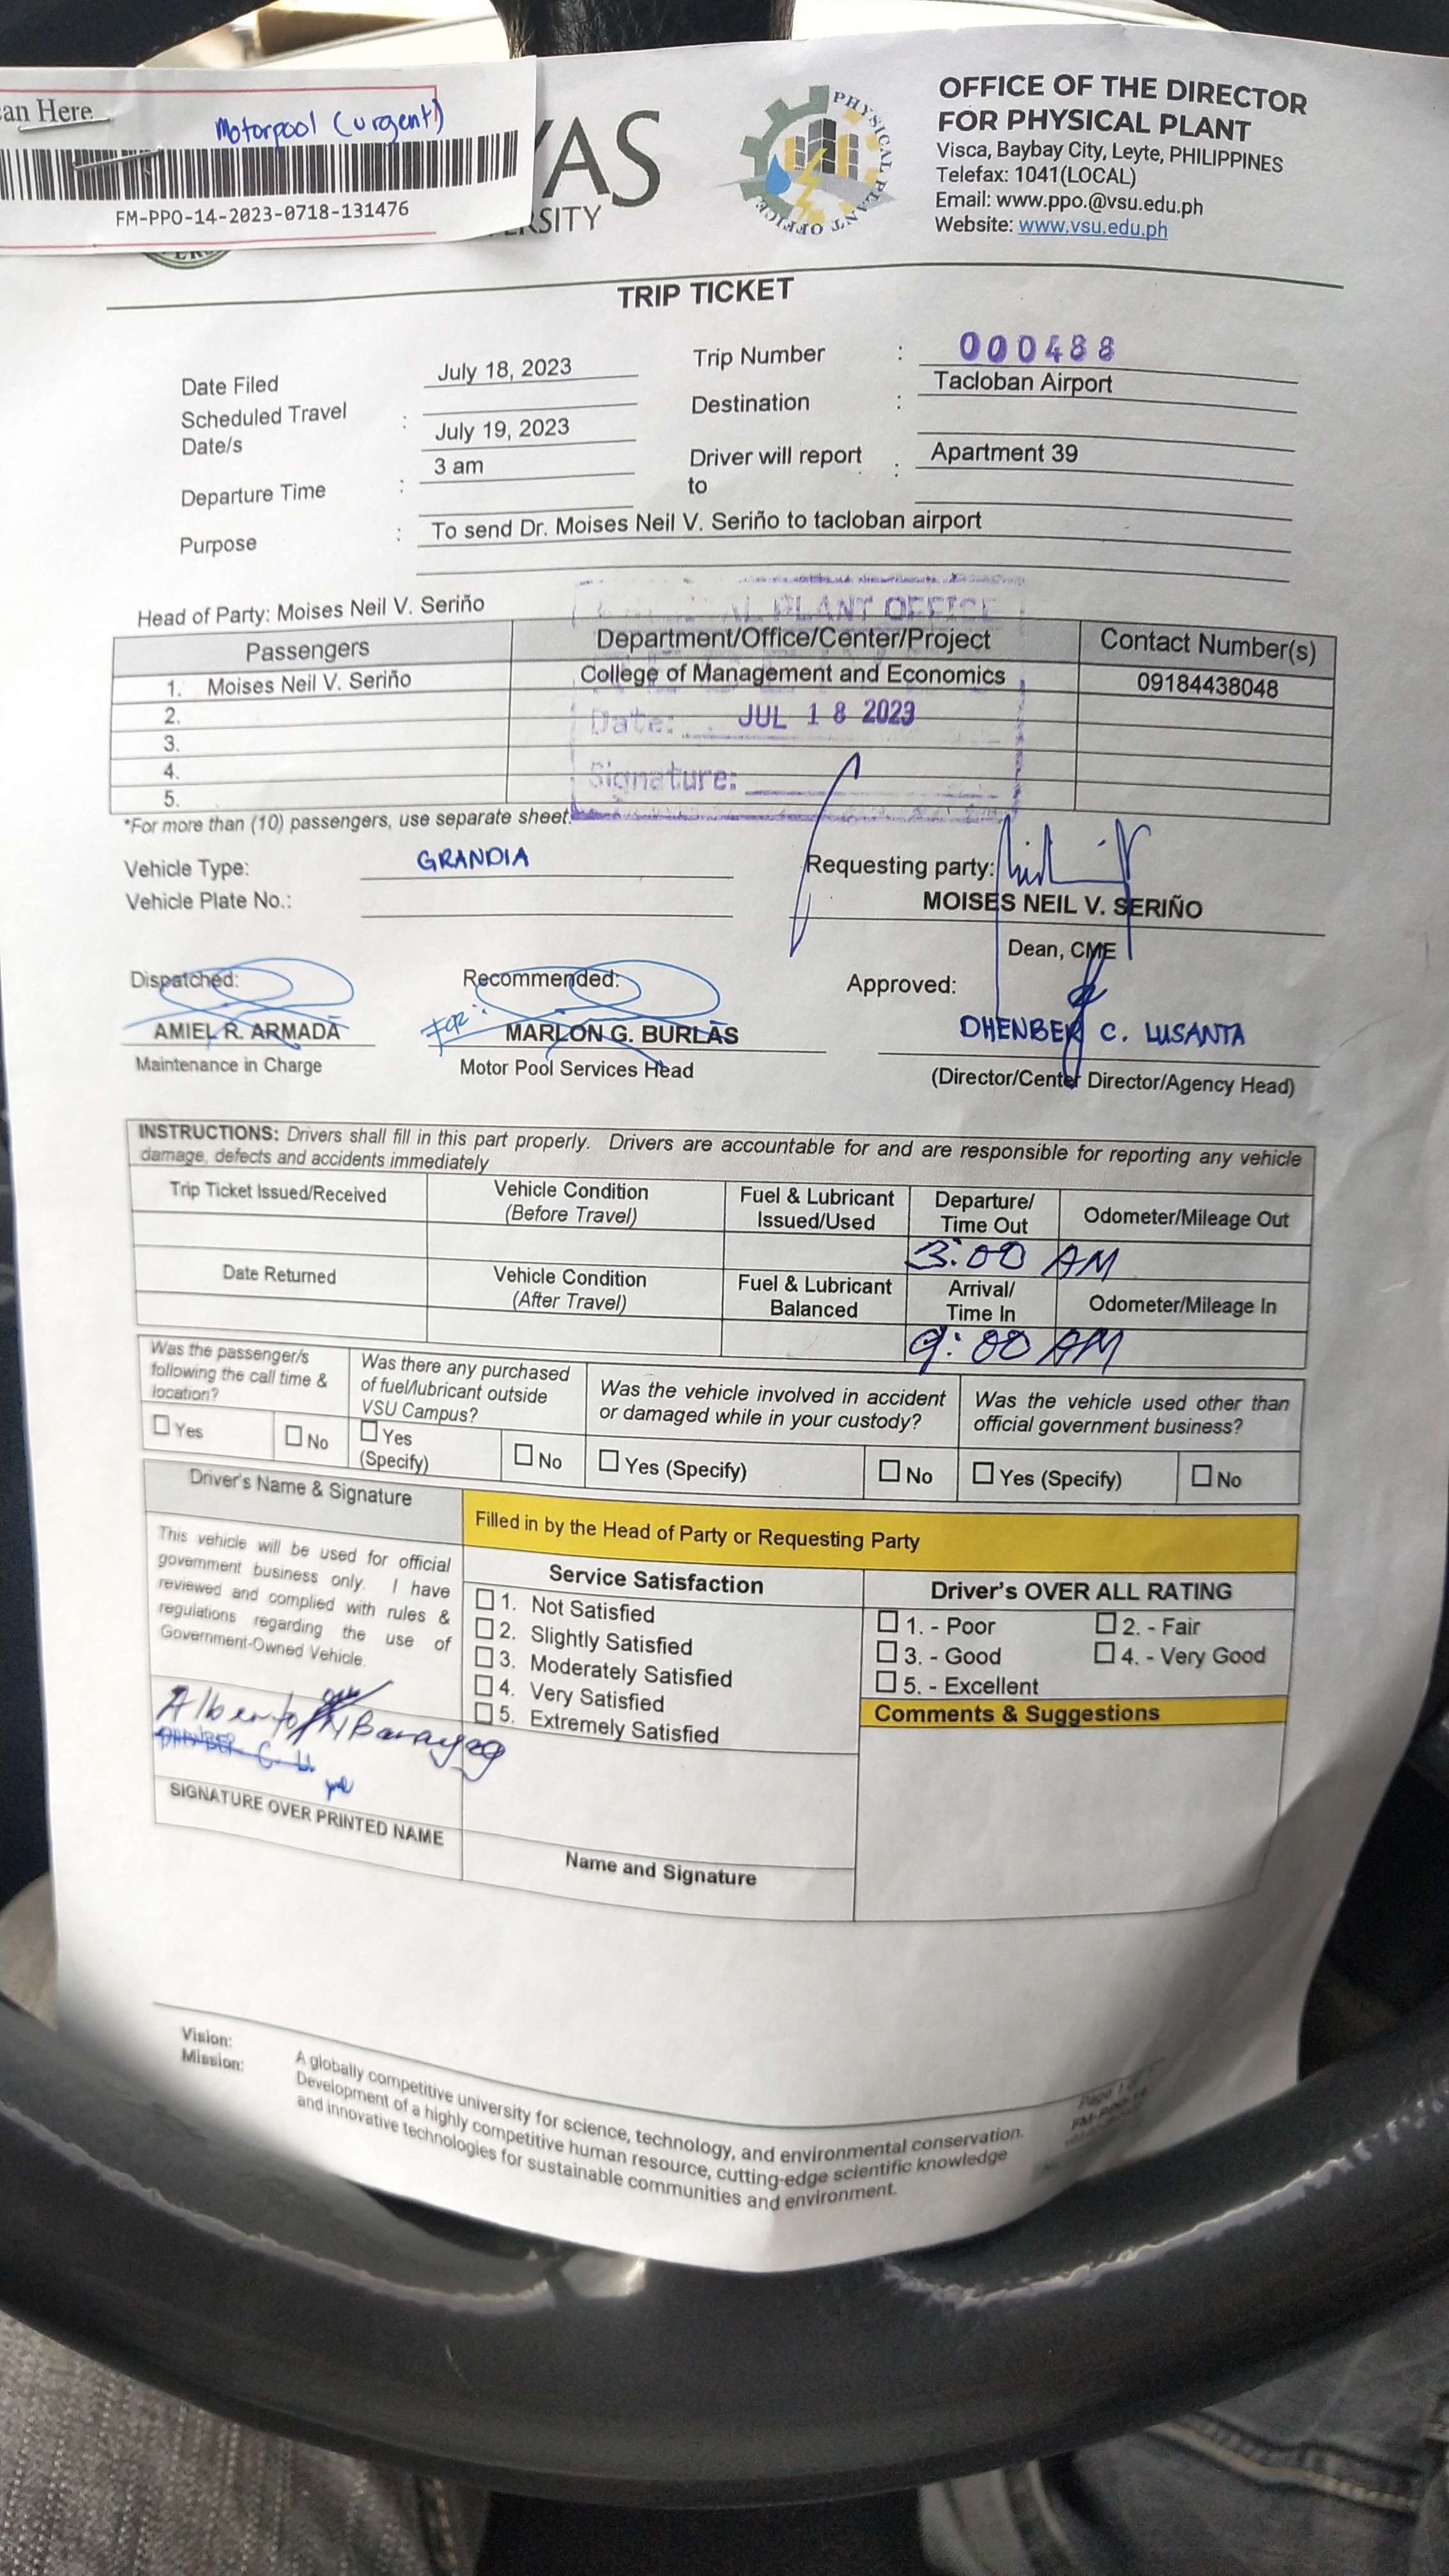 an Here
Motorpool (urgent)
FM-PPO-14-2023-0718-131476
YAS
ERSITY
PHYSICAL PLANT OFFICE
OFFICE OF THE DIRECTOR
FOR PHYSICAL PLANT
Visca, Baybay City, Leyte, PHILIPPINES
Telefax: 1041(LOCAL)
Email: www.ppo.@vsu.edu.ph
Website: www.vsu.edu.ph
TRIP TICKET
Date Filed July 18, 2023 Trip Number : 000488
Scheduled Travel Date/s : July 19, 2023 Destination : Tacloban Airport
Departure Time : 3 am Driver will report to : Apartment 39
Purpose : To send Dr. Moises Neil V. Seriño to tacloban airport
Head of Party: Moises Neil V. Seriño
PLANT OFFICE
Passengers Department/Office/Center/Project Contact Number(s)
1. Moises Neil V. Seriño College of Management and Economics 09184438048
2.
Date: JUL 18 2023
3.
4.
Signature:
5.
*For more than (10) passengers, use separate sheet.
Vehicle Type: GRANDIA Requesting party:
Vehicle Plate No.: MOISES NEIL V. SERIÑO
Dean, CME
Dispatched: Recommended: Approved:
AMIEL R. ARMADA For: MARLON G. BURLAS DHENBER C. LUSANTA
Maintenance in Charge Motor Pool Services Head (Director/Center Director/Agency Head)
INSTRUCTIONS: Drivers shall fill in this part properly. Drivers are accountable for and are responsible for reporting any vehicle
damage, defects and accidents immediately
Trip Ticket Issued/Received Vehicle Condition (Before Travel) Fuel & Lubricant Issued/Used Departure/ Time Out Odometer/Mileage Out
3:00 AM
Date Returned Vehicle Condition (After Travel) Fuel & Lubricant Balanced Arrival/ Time In Odometer/Mileage In
9:00 AM
Was the passenger/s following the call time & location? Was there any purchased of fuel/lubricant outside VSU Campus? Was the vehicle involved in accident or damaged while in your custody? Was the vehicle used other than official government business?
Yes No Yes (Specify) No Yes (Specify) No Yes (Specify) No
Driver's Name & Signature
Filled in by the Head of Party or Requesting Party
This vehicle will be used for official
government business only. I have
reviewed and complied with rules &
regulations regarding the use of
Government-Owned Vehicle.
Service Satisfaction
1. Not Satisfied
2. Slightly Satisfied
3. Moderately Satisfied
4. Very Satisfied
5. Extremely Satisfied
Driver's OVER ALL RATING
1. - Poor 2. - Fair
3. - Good 4. - Very Good
5. - Excellent
Comments & Suggestions
Alberto
SIGNATURE OVER PRINTED NAME
Name and Signature
Vision: A globally competitive university for science, technology, and environmental conservation.
Mission: Development of a highly competitive human resource, cutting-edge scientific knowledge
and innovative technologies for sustainable communities and environment.